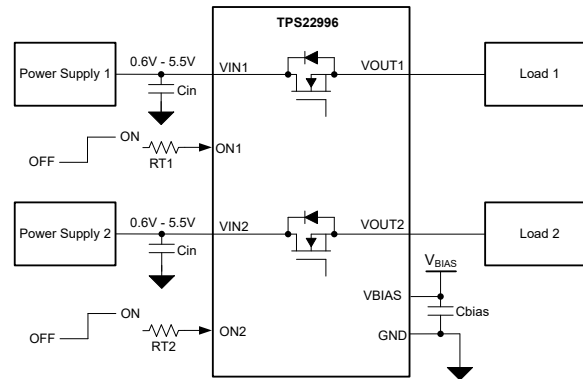 TPS22996
Power Supply 1
0.6V - 5.5V
VIN1
VOUT1
Load 1
Cin
OFF
ON
RT1
ON1
Power Supply 2
0.6V - 5.5V
VIN2
VOUT2
Load 2
Cin
VBIAS
VBIAS
Cbias
OFF
ON
RT2
ON2
GND